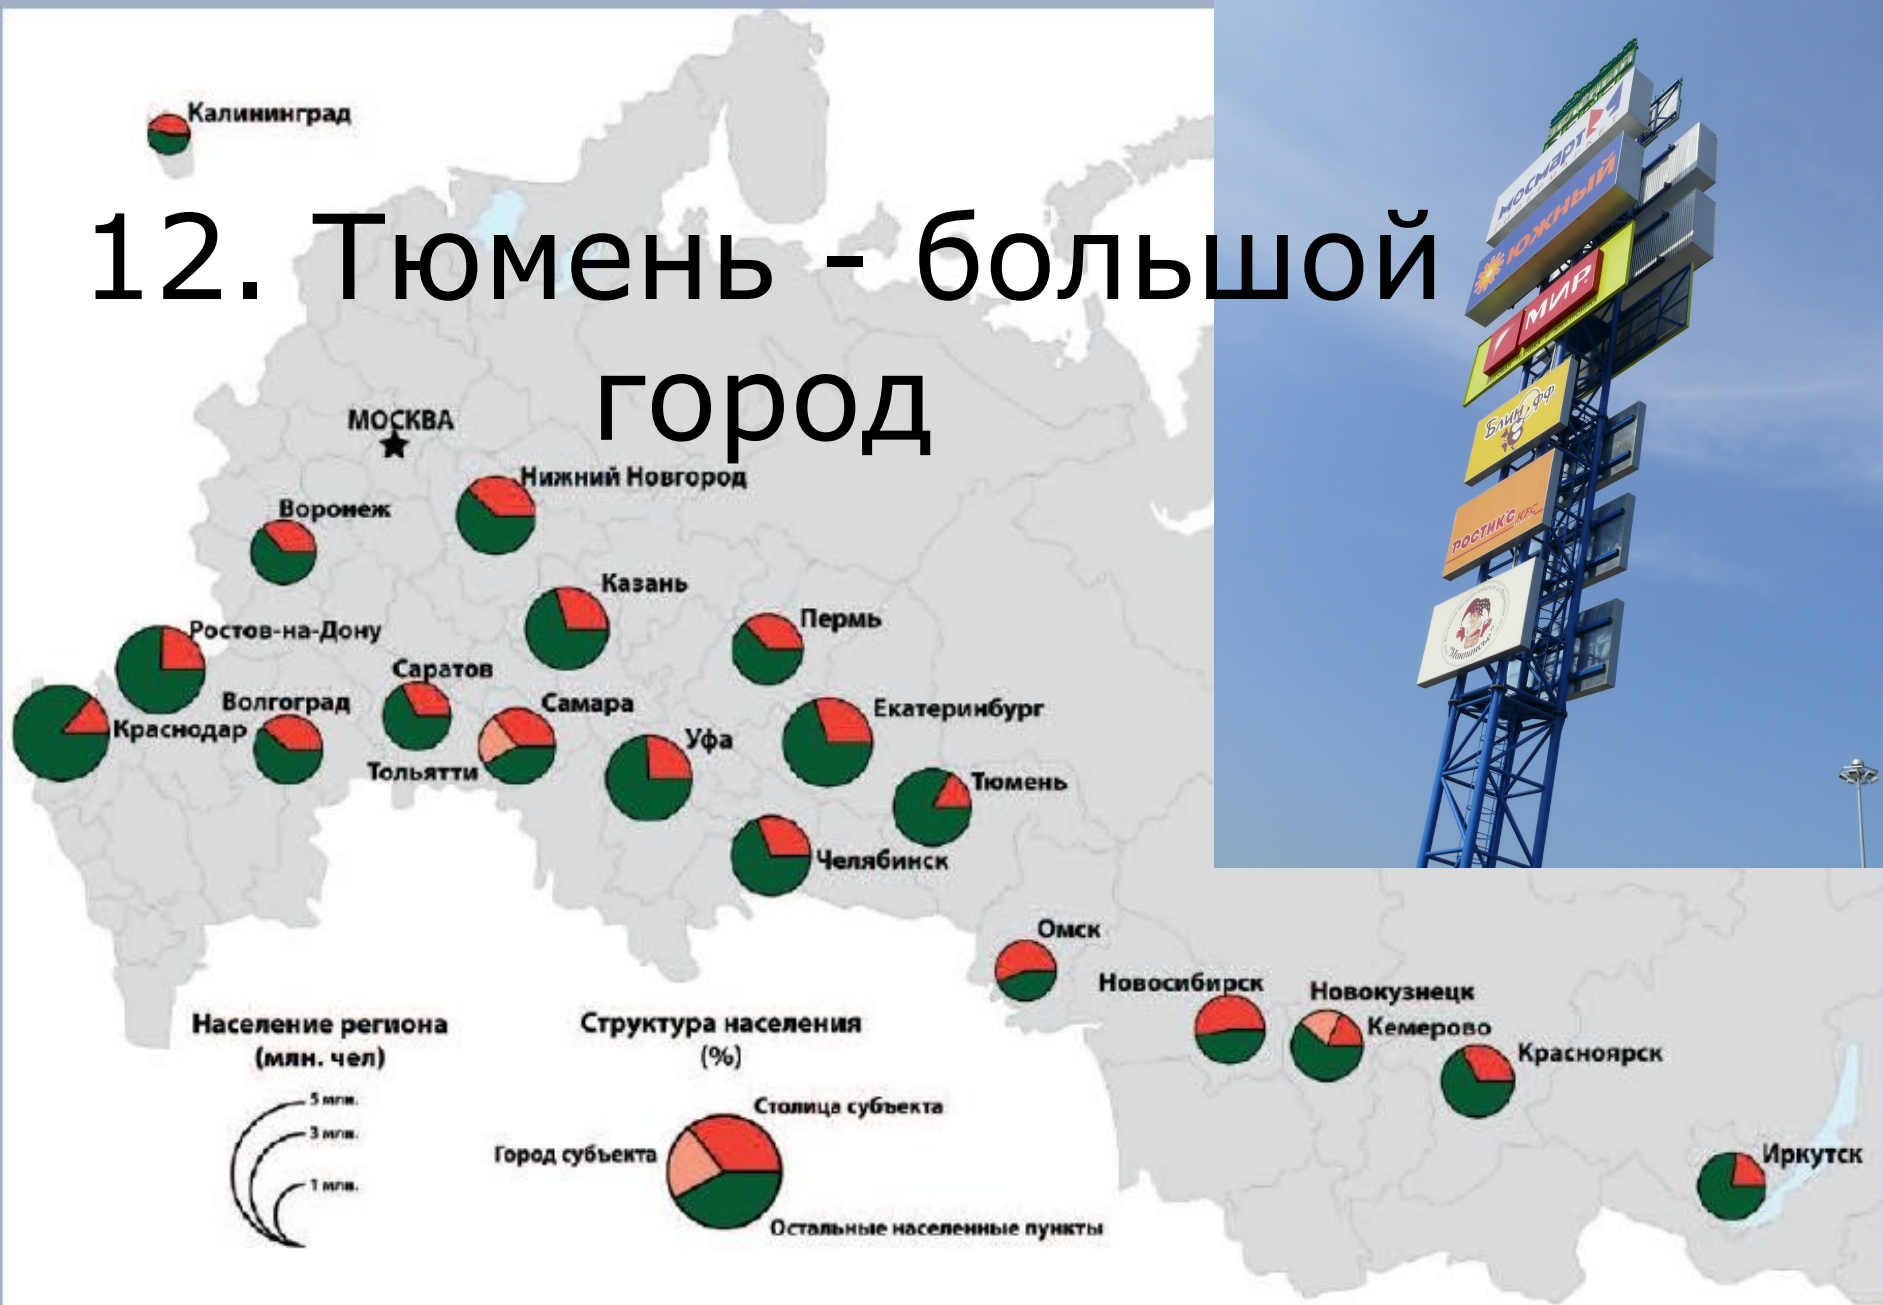 12. Тюмень - большой
город
Калининград
МОСКВА
Нижний Новгород
Воронеж
Казань
Пермь
Ростов-на-Дону
Саратов
Волгоград
Самара
Екатеринбург
Краснодар
Уфа
Тольятти
Тюмень
Челябинск
Омск
Новосибирск
Новокузнецк
Кемерово
Красноярск
Иркутск
Население региона
(млн. чел)
5 млн.
3 млн.
1 млн.
Структура населения
(%)
Столица субъекта
Город субъекта
Остальные населенные пункты
МОСМАРТ
ЮЖНЫЙ
МИР
Блин.фф
РОСТИК'С KFC